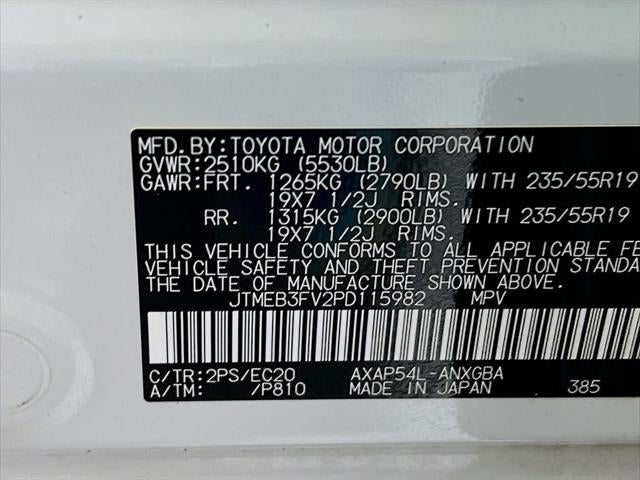 MFD.BY:TOYOTA MOTOR CORPORATION
GVWR:2510KG (5530LB)
GAWR:FRT. 1265KG (2790LB) WITH 235/55R19
19X7 1/2J RIMS.
RR. 1315KG (2900LB) WITH 235/55R19
19X7 1/2J RIMS.
THIS VEHICLE CONFORMS TO ALL APPLICABLE FE
VEHICLE SAFETY AND THEFT PREVENTION STANDA
THE DATE OF MANUFACTURE SHOWN ABOVE.
JTMEB3FV2PD115982 MPV
C/TR:2PS/EC20 AXAP54L-ANXGBA
A/TM: /P810 MADE IN JAPAN 385